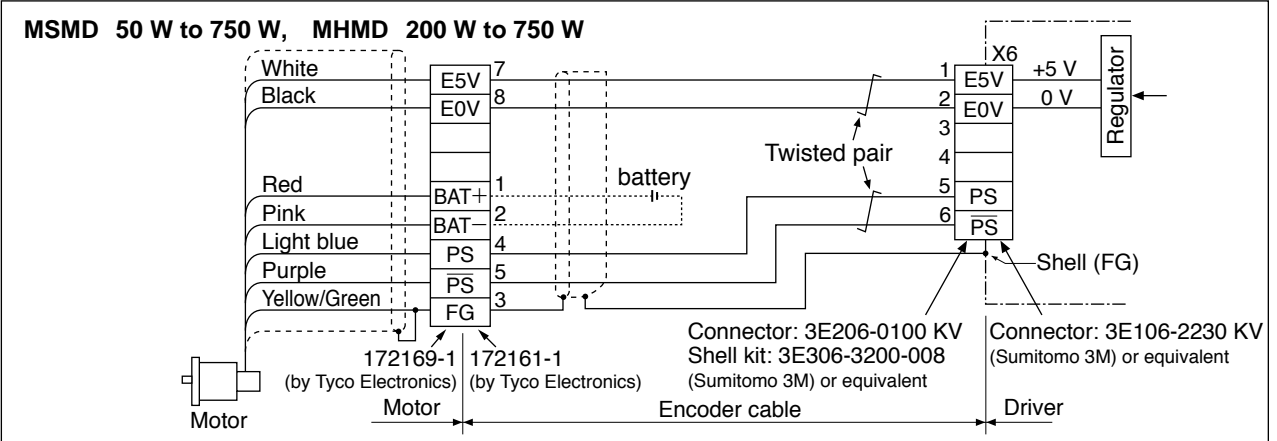 MSMD 50 W to 750 W, MHMD 200 W to 750 W
X6
White E5V 7 1 E5V +5 V
Black E0V 8 2 E0V 0 V
Regulator
3
4
Twisted pair
battery
Red BAT+ 1 5 PS
Pink BAT− 2 6 P̅S̅
Light blue PS 4
Purple P̅S̅ 5
Yellow/Green FG 3
Shell (FG)
172169-1 172161-1
(by Tyco Electronics) (by Tyco Electronics)
Connector: 3E206-0100 KV
Shell kit: 3E306-3200-008
(Sumitomo 3M) or equivalent
Connector: 3E106-2230 KV
(Sumitomo 3M) or equivalent
Motor
Motor Encoder cable Driver